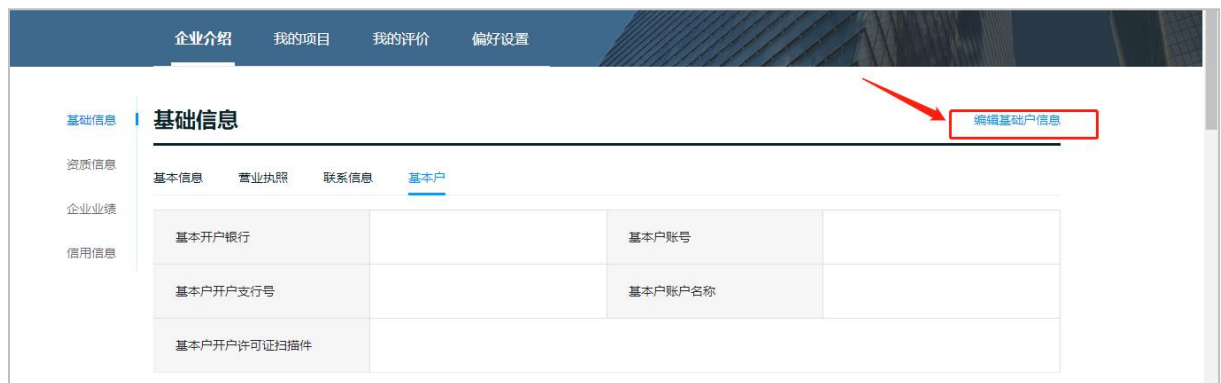 企业介绍 我的项目 我的评价 偏好设置
基础信息
资质信息
企业业绩
信用信息
基础信息 编辑基础户信息
基本信息 营业执照 联系信息 基本户
基本开户银行 基本户账号
基本户开户支行号 基本户账户名称
基本户开户许可证扫描件